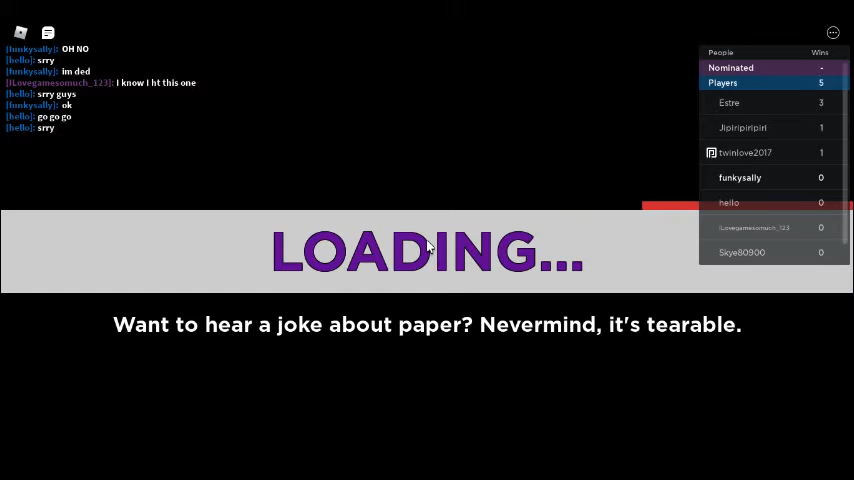 [funkysally]: OH NO
[hello]: srry
[funkysally]: im ded
[ILovegamesomuch_123]: I know I ht this one
[hello]: srry guys
[funkysally]: ok
[hello]: go go go
[hello]: srry
People Wins
Nominated -
Players 5
Estre 3
Jipiripiripiri 1
twinlove2017 1
funkysally 0
hello 0
ILovegamesomuch_123 0
Skye80900 0
LOADING...
Want to hear a joke about paper? Nevermind, it's tearable.